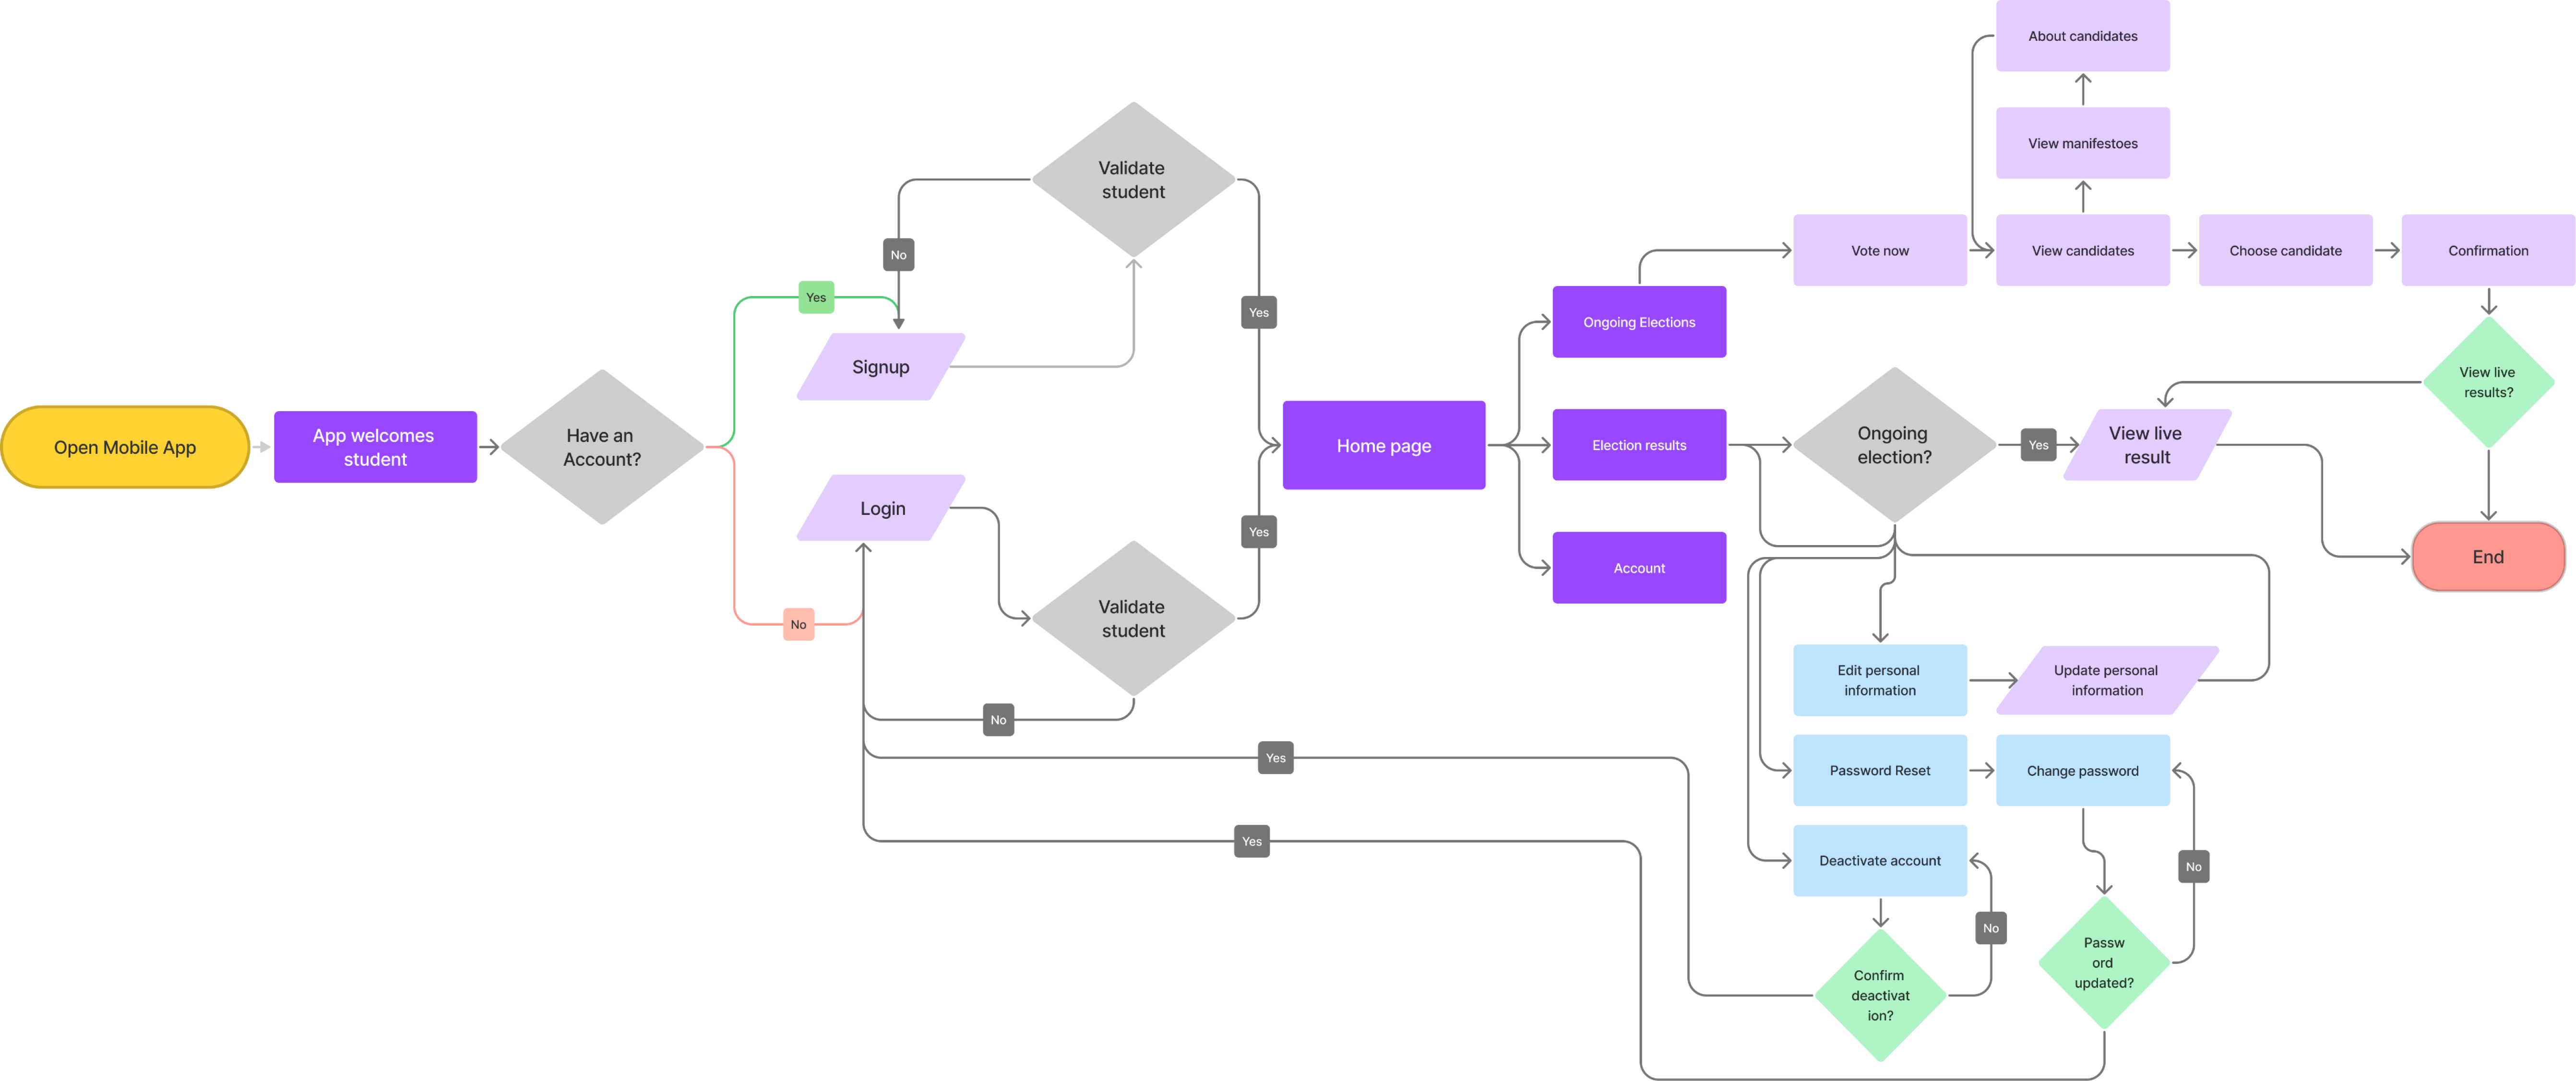 Open Mobile App
App welcomes
student
Have an
Account?
Yes
No
Signup
Login
No
Validate
student
Validate
student
No
Yes
Yes
Yes
Yes
Home page
Ongoing Elections
Election results
Account
About candidates
View manifestoes
Vote now
View candidates
Choose candidate
Confirmation
View live
results?
Ongoing
election?
Yes
View live
result
End
Edit personal
information
Update personal
information
Password Reset
Change password
Deactivate account
No
No
Confirm
deactivat
ion?
Passw
ord
updated?